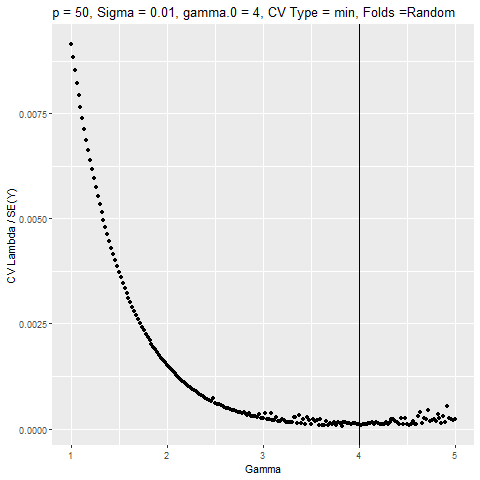 p = 50, Sigma = 0.01, gamma.0 = 4, CV Type = min, Folds =Random
CV Lambda / SE(Y)
0.0075
0.0050
0.0025
0.0000
1 2 3 4 5
Gamma